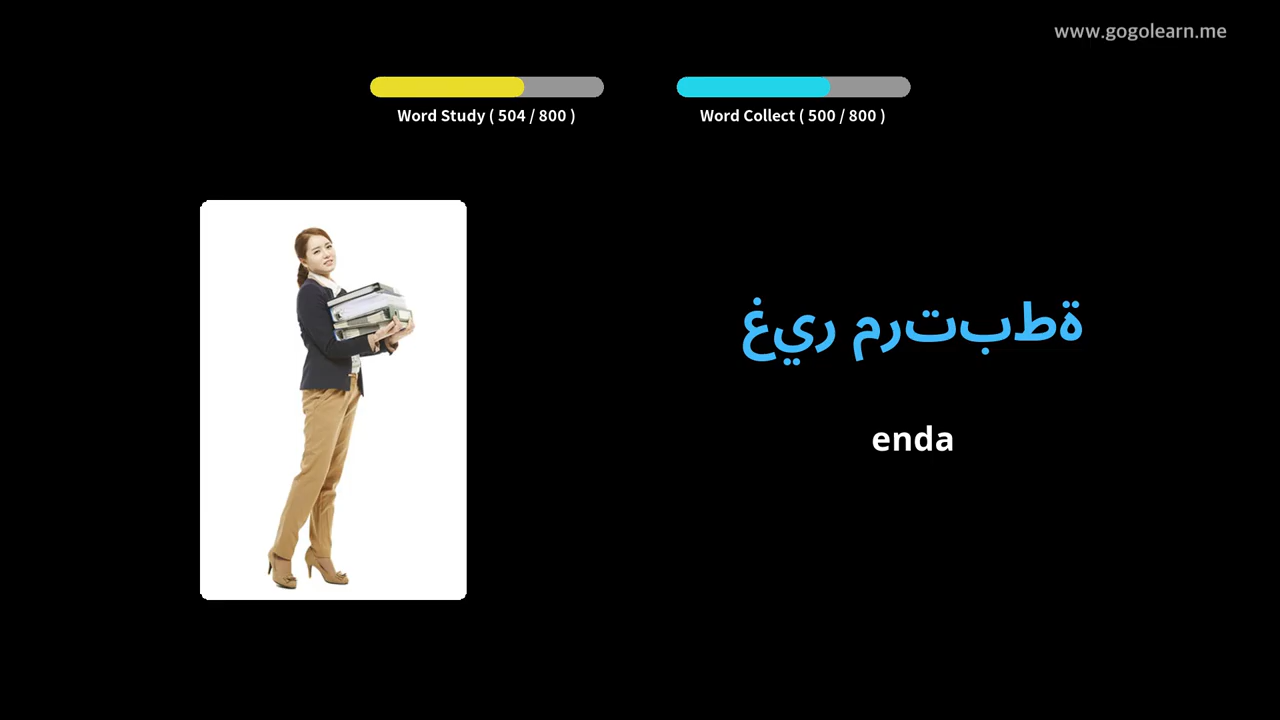 www.gogolearn.me
Word Study ( 504 / 800 )
Word Collect ( 500 / 800 )
غير مرتبطة
enda